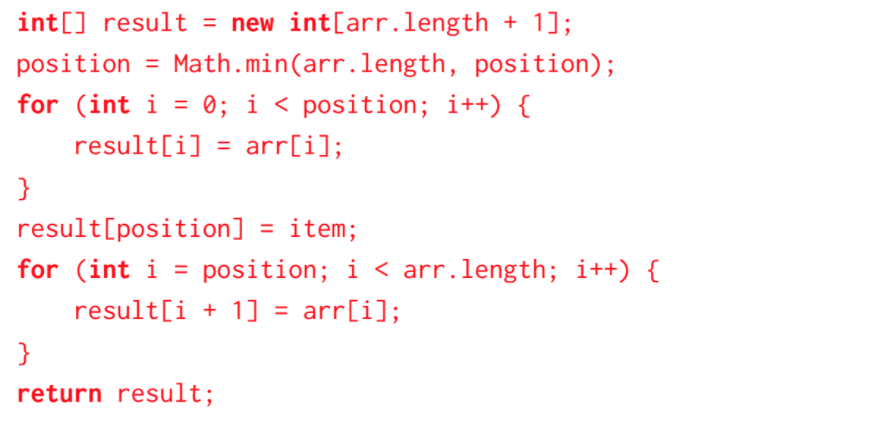 int[] result = new int[arr.length + 1];
position = Math.min(arr.length, position);
for (int i = 0; i < position; i++) {
    result[i] = arr[i];
}
result[position] = item;
for (int i = position; i < arr.length; i++) {
    result[i + 1] = arr[i];
}
return result;